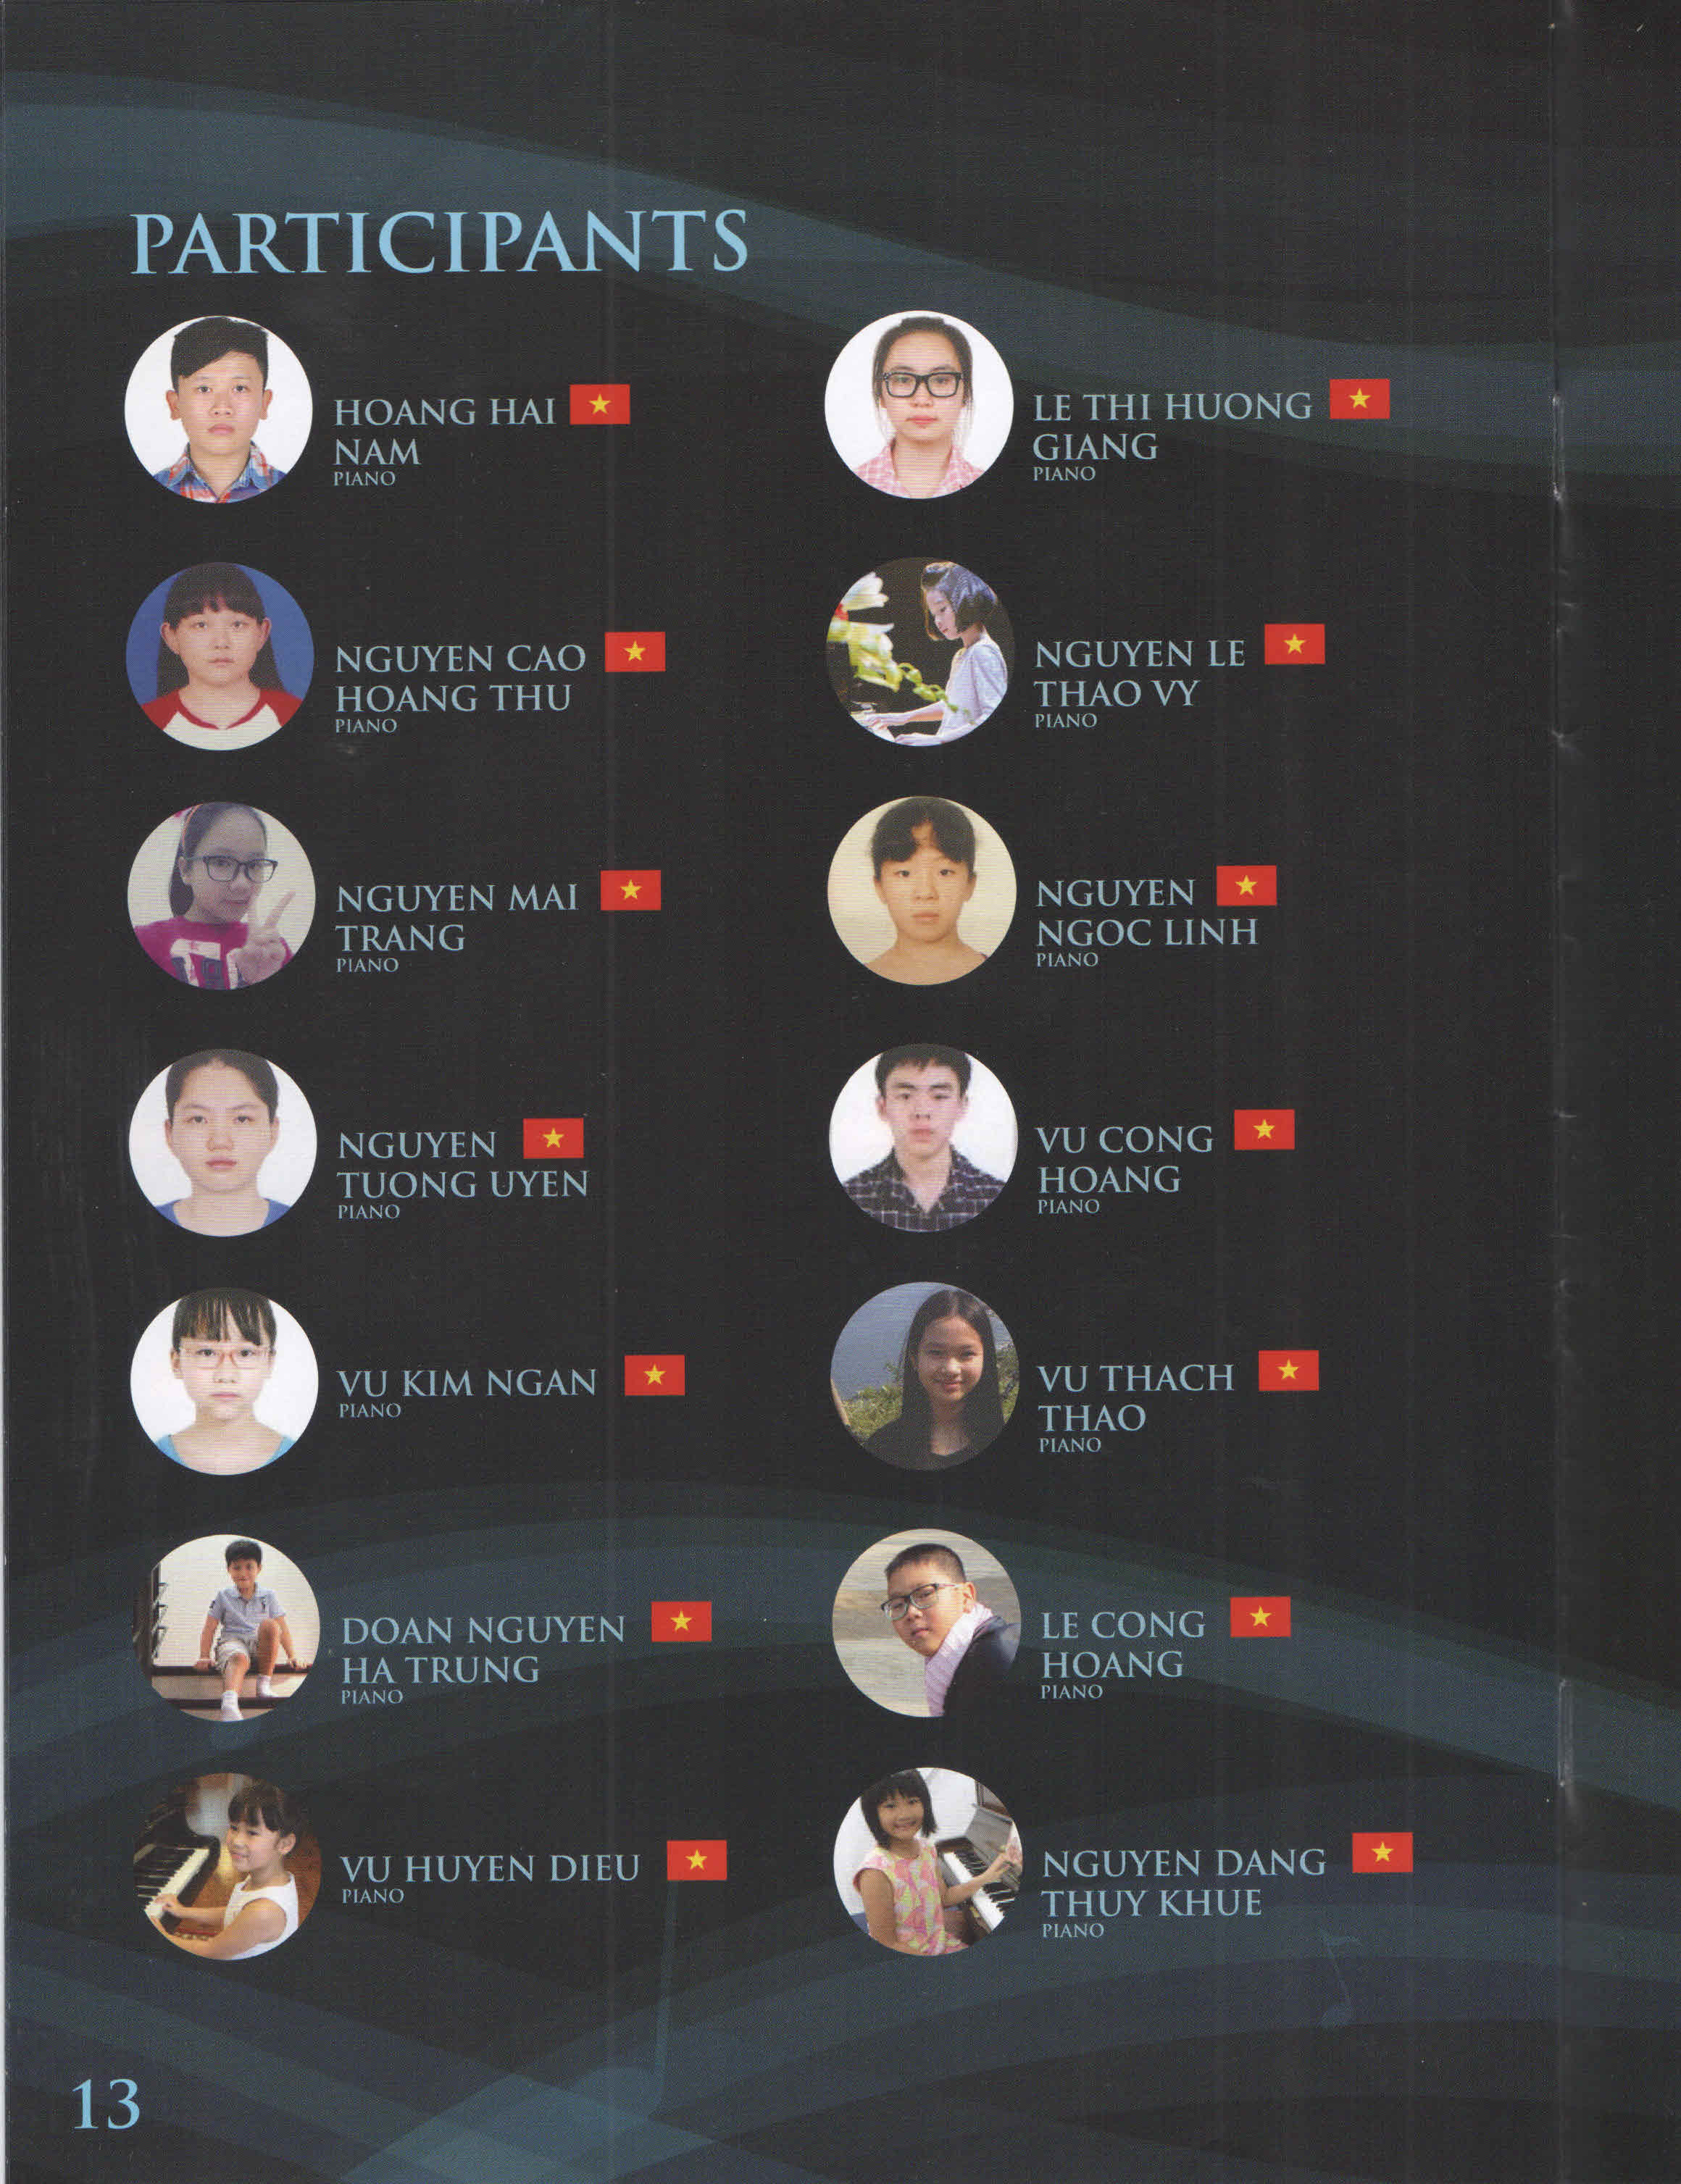 PARTICIPANTS
HOANG HAI
NAM
PIANO
LE THI HUONG
GIANG
PIANO
NGUYEN CAO
HOANG THU
PIANO
NGUYEN LE
THAO VY
PIANO
NGUYEN MAI
TRANG
PIANO
NGUYEN
NGOC LINH
PIANO
NGUYEN
TUONG UYEN
PIANO
VU CONG
HOANG
PIANO
VU KIM NGAN
PIANO
VU THACH
THAO
PIANO
DOAN NGUYEN
HA TRUNG
PIANO
LE CONG
HOANG
PIANO
VU HUYEN DIEU
PIANO
NGUYEN DANG
THUY KHUE
PIANO
13